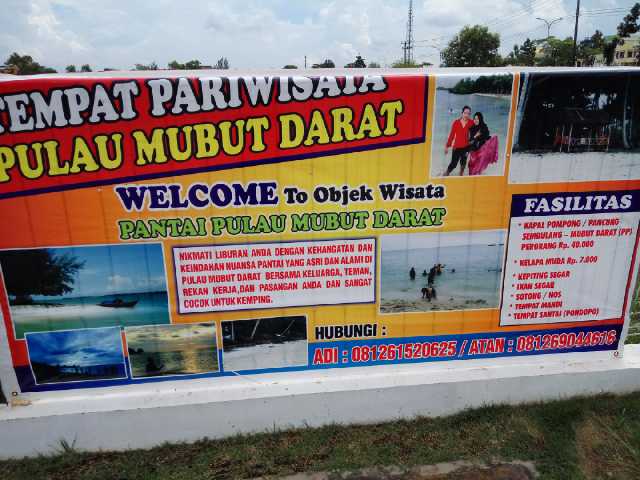 TEMPAT PARIWISATA
PULAU MUBUT DARAT
WELCOME To Objek Wisata
PANTAI PULAU MUBUT DARAT
NIKMATI LIBURAN ANDA DENGAN KEHANGATAN DAN
KEINDAHAN NUANSA PANTAI YANG ASRI DAN ALAMI DI
PULAU MUBUT DARAT BERSAMA KELUARGA, TEMAN,
REKAN KERJA, DAN PASANGAN ANDA DAN SANGAT
COCOK UNTUK KEMPING.
HUBUNGI :
ADI : 081261520625 / ATAN : 081269044616
FASILITAS
• KAPAL POMPONG / PANCUNG
SEMBULANG - MUBUT DARAT (PP)
PERORANG Rp. 40.000
• KELAPA MUDA Rp. 7.000
• KEPITING SEGAR
• IKAN SEGAR
• SOTONG / NOS
• TEMPAT MANDI
• TEMPAT SANTAI (PONDOPO)